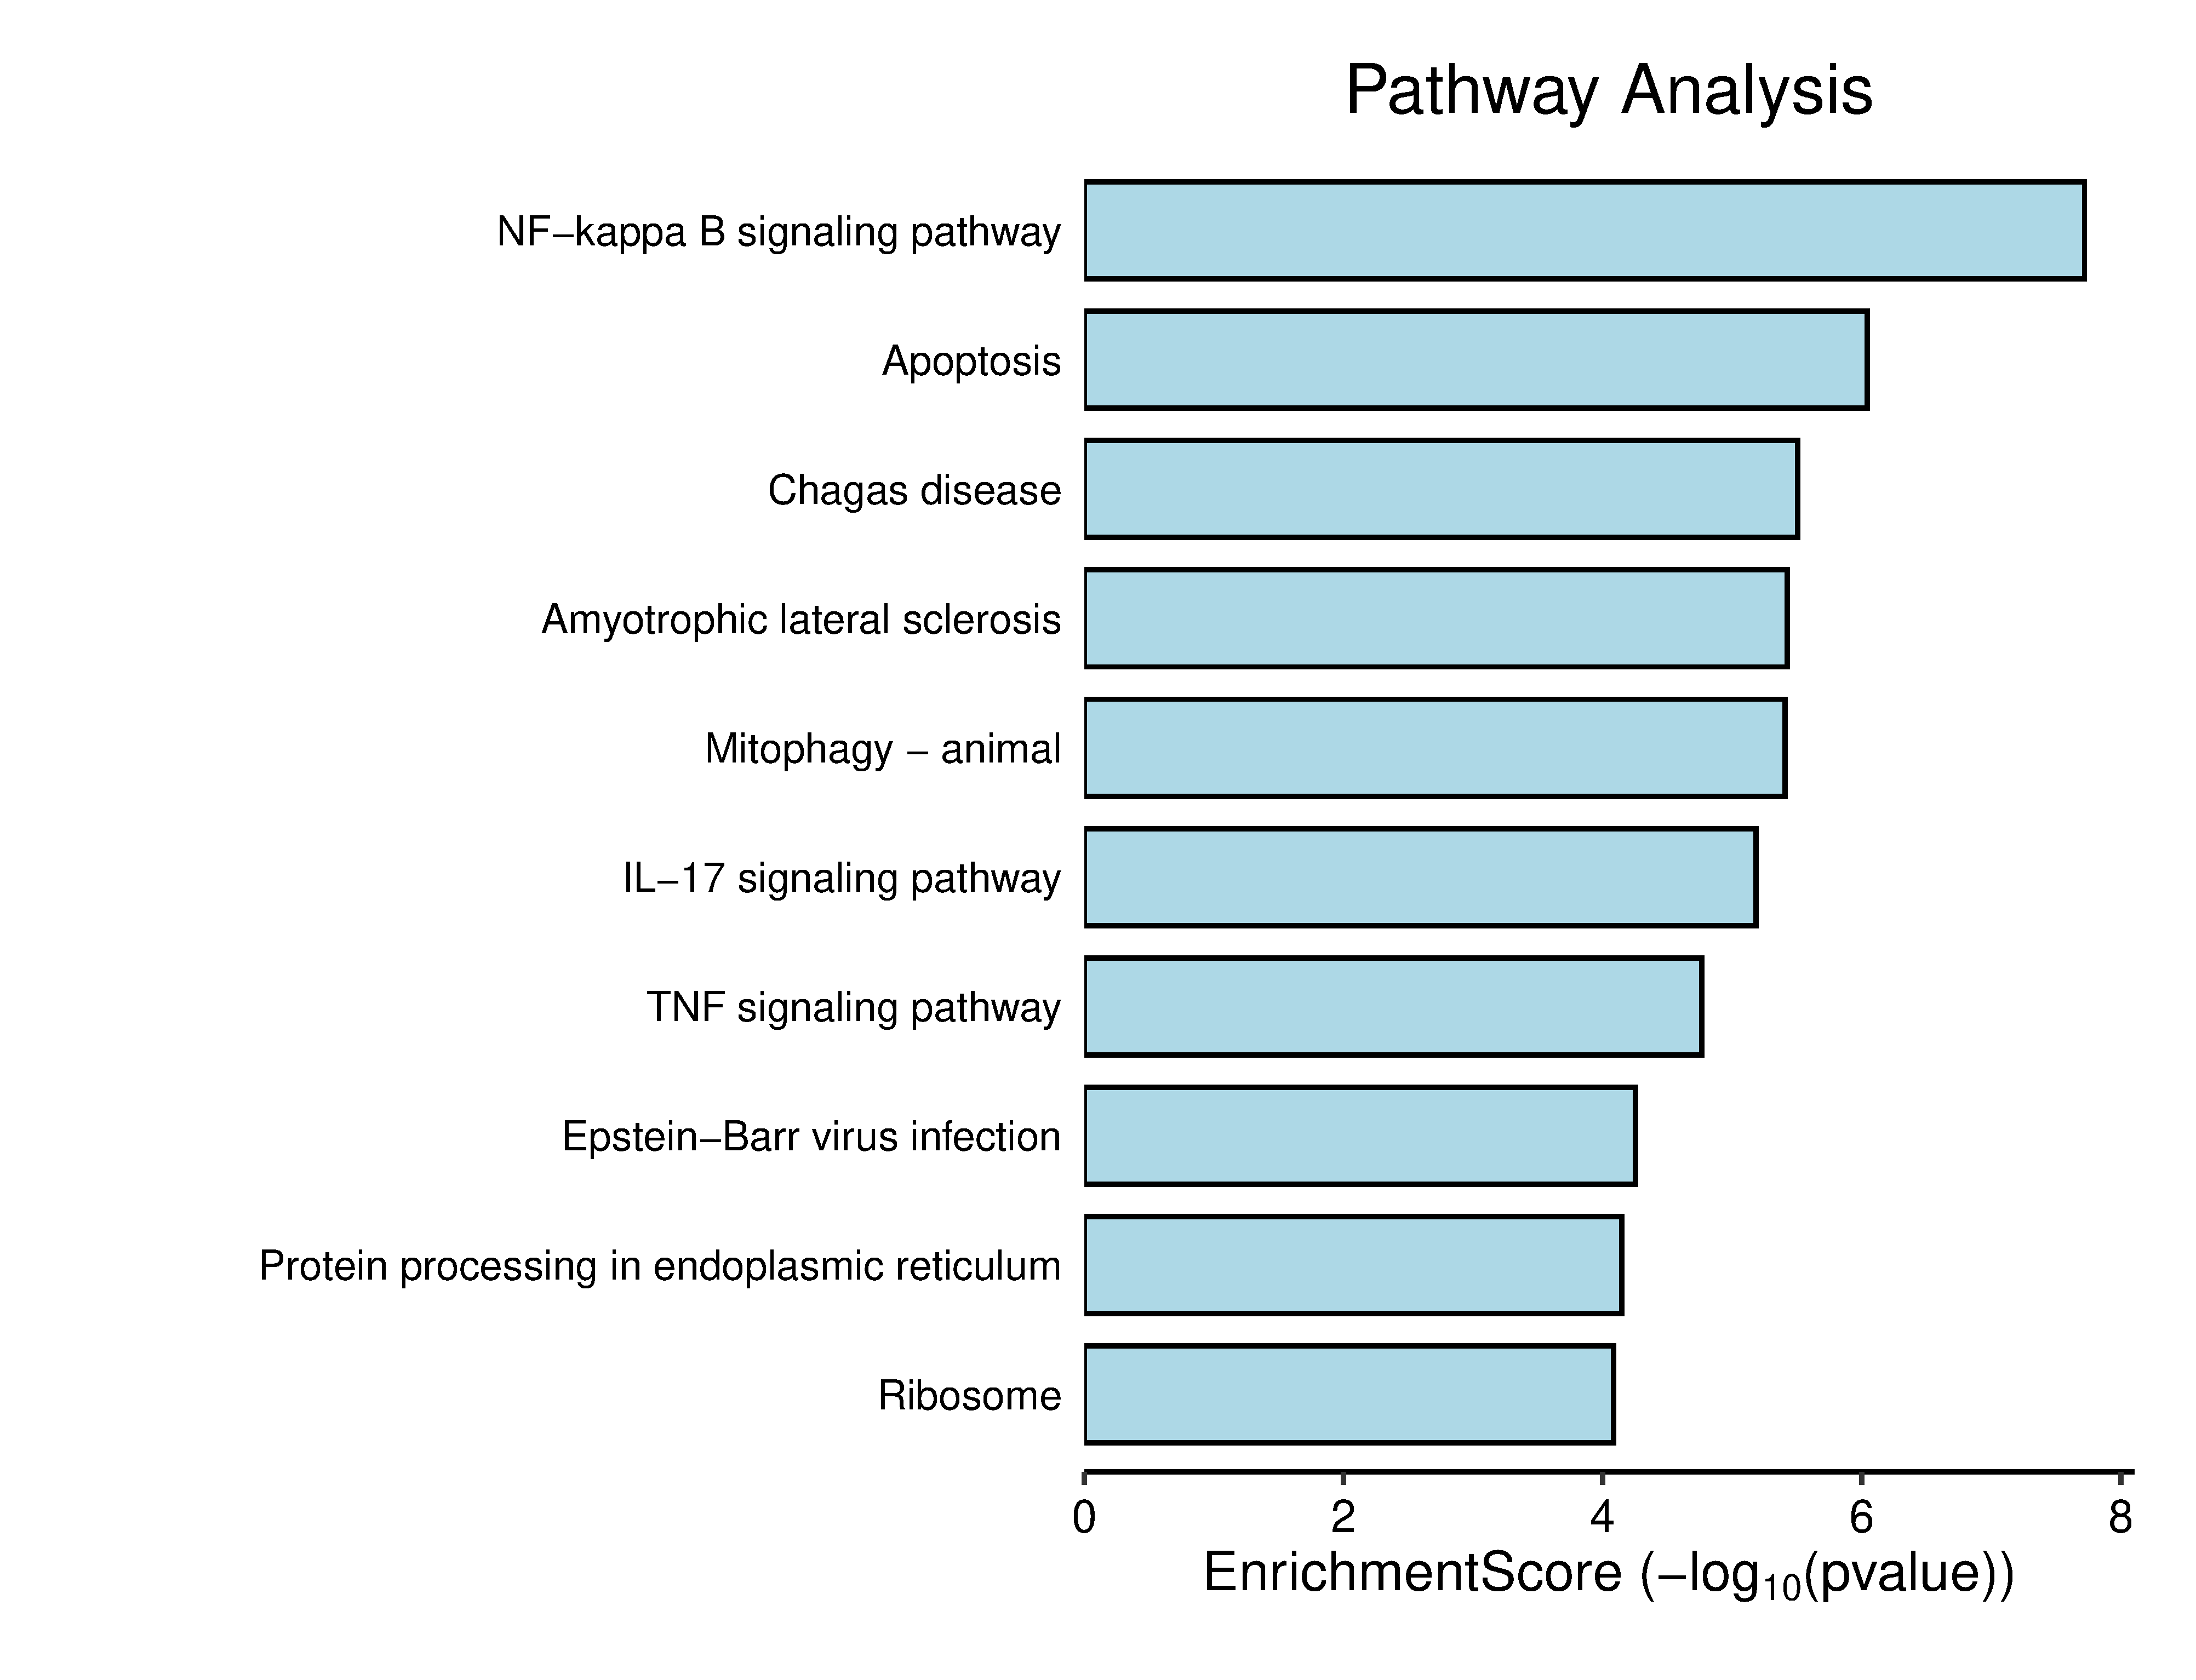 Pathway Analysis
NF−kappa B signaling pathway
Apoptosis
Chagas disease
Amyotrophic lateral sclerosis
Mitophagy − animal
IL−17 signaling pathway
TNF signaling pathway
Epstein−Barr virus infection
Protein processing in endoplasmic reticulum
Ribosome
0 2 4 6 8
EnrichmentScore (−log₁₀(pvalue))